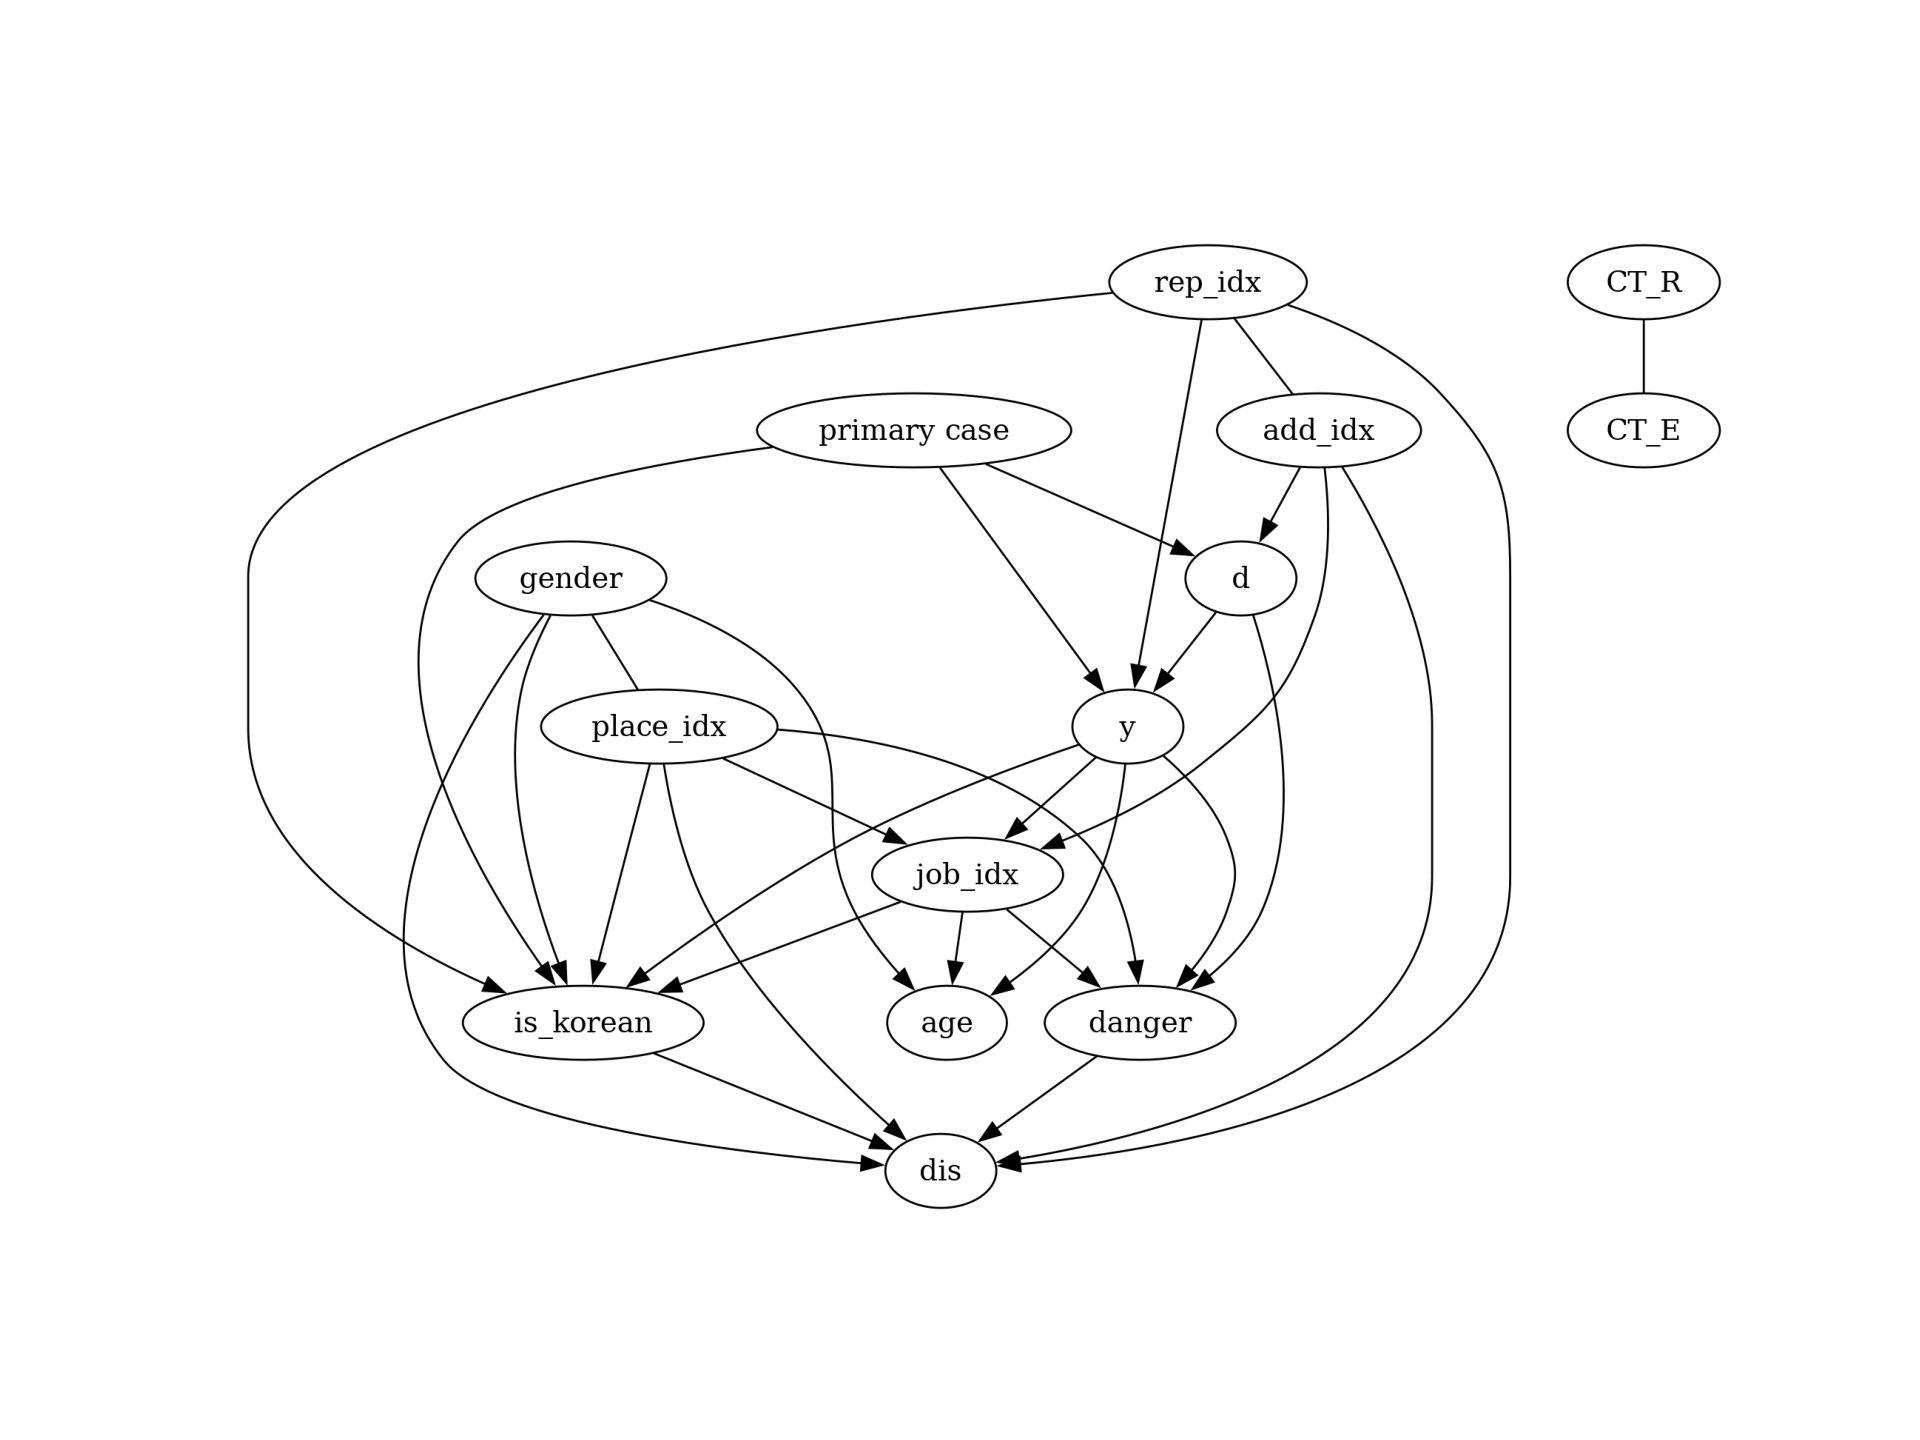 rep_idx
CT_R
primary case
add_idx
CT_E
gender
d
place_idx
y
job_idx
is_korean
age
danger
dis